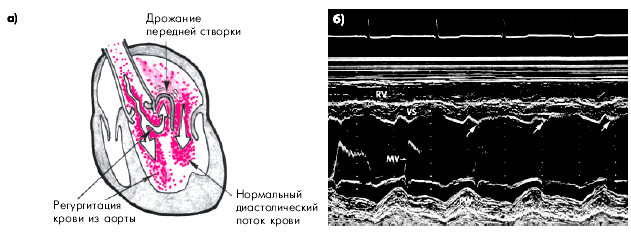 а)
Дрожание
передней створки
Регургитация
крови из аорты
Нормальный
диастолический
поток крови
б)
RV
VS
MV